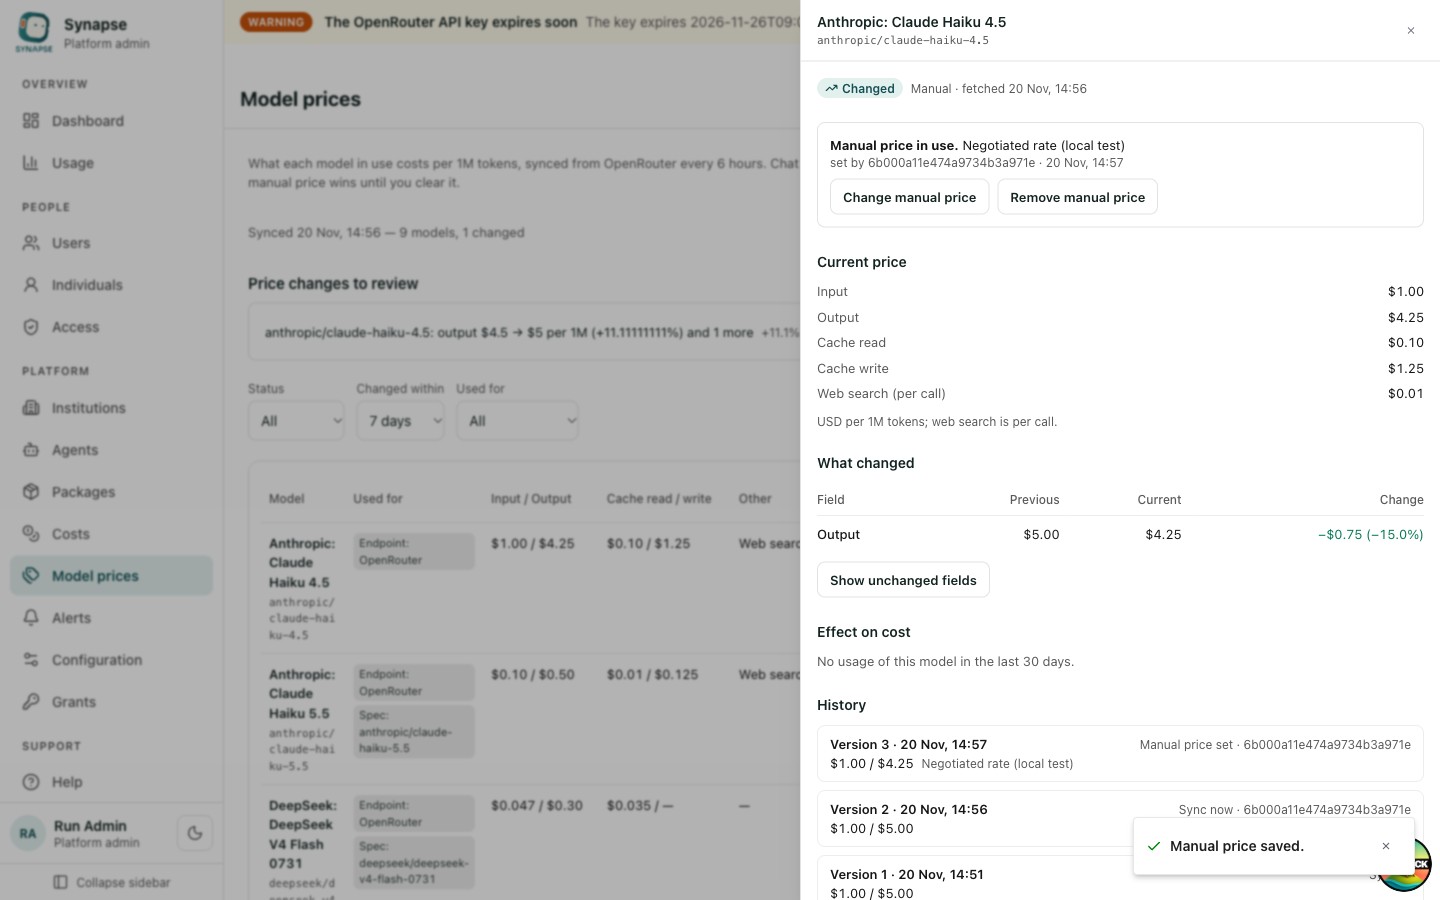 SYNAPSE
Synapse
Platform admin
OVERVIEW
Dashboard
Usage
PEOPLE
Users
Individuals
Access
PLATFORM
Institutions
Agents
Packages
Costs
Model prices
Alerts
Configuration
Grants
SUPPORT
Help
RA
Run Admin
Platform admin
Collapse sidebar
WARNING The OpenRouter API key expires soon The key expires 2026-11-26T09:0
Model prices
What each model in use costs per 1M tokens, synced from OpenRouter every 6 hours. Chat
manual price wins until you clear it.
Synced 20 Nov, 14:56 — 9 models, 1 changed
Price changes to review
anthropic/claude-haiku-4.5: output $4.5 → $5 per 1M (+11.11111111%) and 1 more +11.1%
Status Changed within Used for
All 7 days All
Model Used for Input / Output Cache read / write Other
Anthropic:
Claude
Haiku 4.5
anthropic/
claude-hai
ku-4.5
Endpoint:
OpenRouter
$1.00 / $4.25 $0.10 / $1.25 Web searc
Anthropic:
Claude
Haiku 5.5
anthropic/
claude-hai
ku-5.5
Endpoint:
OpenRouter
Spec:
anthropic/claude-
haiku-5.5
$0.10 / $0.50 $0.01 / $0.125 Web searc
DeepSeek:
DeepSeek
V4 Flash
0731
deepseek/d
Endpoint:
OpenRouter
Spec:
deepseek/deepseek-
v4-flash-0731
$0.047 / $0.30 $0.035 / — —
Anthropic: Claude Haiku 4.5
anthropic/claude-haiku-4.5
×
Changed Manual · fetched 20 Nov, 14:56
Manual price in use. Negotiated rate (local test)
set by 6b000a11e474a9734b3a971e · 20 Nov, 14:57
Change manual price Remove manual price
Current price
Input $1.00
Output $4.25
Cache read $0.10
Cache write $1.25
Web search (per call) $0.01
USD per 1M tokens; web search is per call.
What changed
Field Previous Current Change
Output $5.00 $4.25 −$0.75 (−15.0%)
Show unchanged fields
Effect on cost
No usage of this model in the last 30 days.
History
Version 3 · 20 Nov, 14:57 Manual price set · 6b000a11e474a9734b3a971e
$1.00 / $4.25 Negotiated rate (local test)
Version 2 · 20 Nov, 14:56 Sync now · 6b000a11e474a9734b3a971e
$1.00 / $5.00
Version 1 · 20 Nov, 14:51
$1.00 / $5.00
Manual price saved. ×